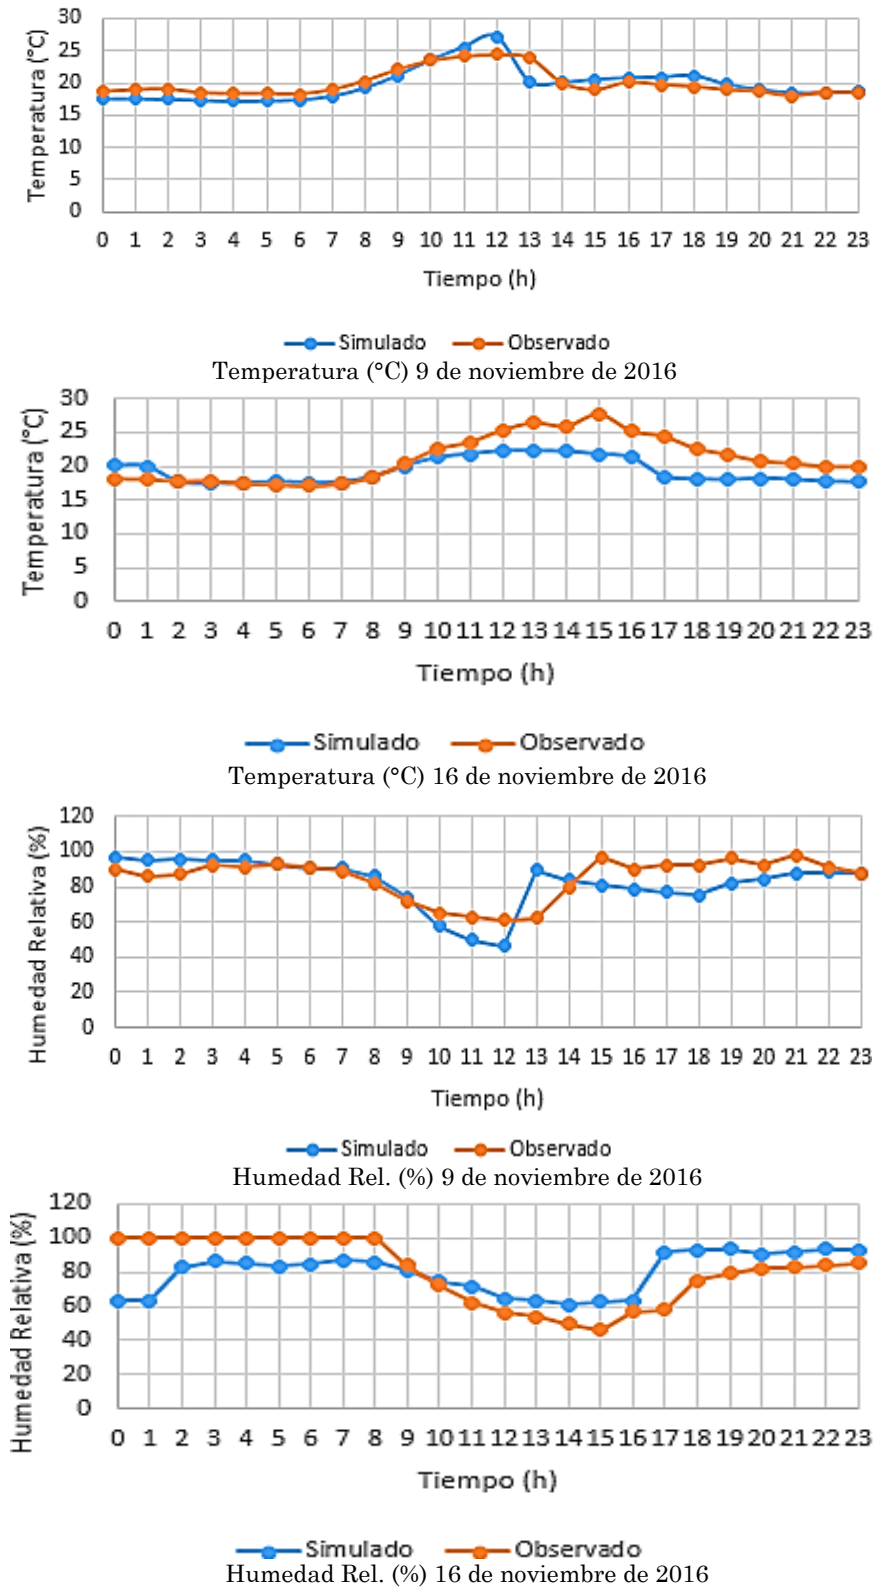 Temperatura (°C)
30
25
20
15
10
5
0
0 1 2 3 4 5 6 7 8 9 10 11 12 13 14 15 16 17 18 19 20 21 22 23
Tiempo (h)
Simulado Observado
Temperatura (°C) 9 de noviembre de 2016
Temperatura (°C)
30
25
20
15
10
5
0
0 1 2 3 4 5 6 7 8 9 10 11 12 13 14 15 16 17 18 19 20 21 22 23
Tiempo (h)
Simulado Observado
Temperatura (°C) 16 de noviembre de 2016
Humedad Relativa (%)
120
100
80
60
40
20
0
0 1 2 3 4 5 6 7 8 9 10 11 12 13 14 15 16 17 18 19 20 21 22 23
Tiempo (h)
Simulado Observado
Humedad Rel. (%) 9 de noviembre de 2016
Humedad Relativa (%)
120
100
80
60
40
20
0
0 1 2 3 4 5 6 7 8 9 10 11 12 13 14 15 16 17 18 19 20 21 22 23
Tiempo (h)
Simulado Observado
Humedad Rel. (%) 16 de noviembre de 2016